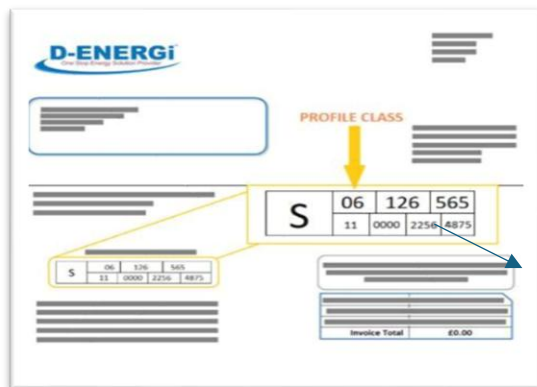 D-ENERGi
One Stop Energy Solution Provider
PROFILE CLASS
S 06 126 565
11 0000 2256 4875
S 06 126 565
11 0000 2256 4875
Invoice Total £0.00